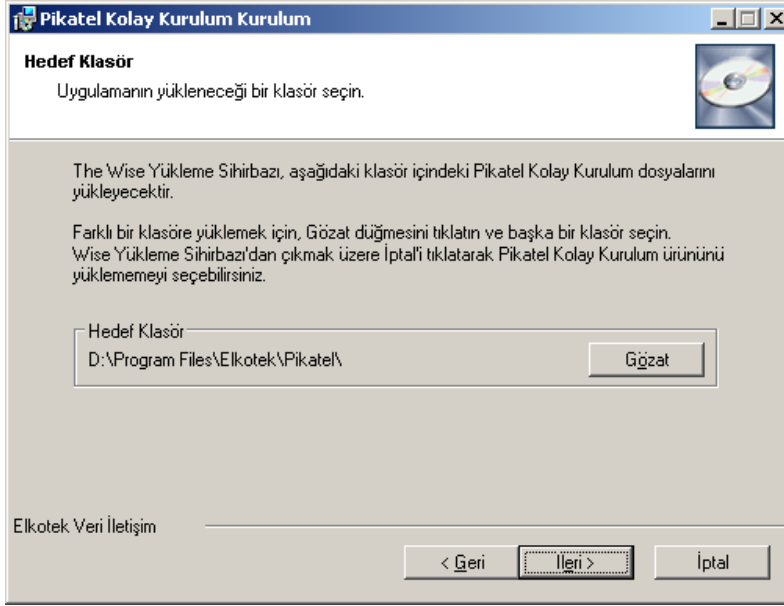 Pikatel Kolay Kurulum Kurulum
Hedef Klasör
Uygulamanın yükleneceği bir klasör seçin.
The Wise Yükleme Sihirbazı, aşağıdaki klasör içindeki Pikatel Kolay Kurulum dosyalarını
yükleyecektir.
Farklı bir klasöre yüklemek için, Gözat düğmesini tıklatın ve başka bir klasör seçin.
Wise Yükleme Sihirbazı'dan çıkmak üzere İptal'i tıklatarak Pikatel Kolay Kurulum ürününü
yüklememeyi seçebilirsiniz.
Hedef Klasör
D:\Program Files\Elkotek\Pikatel\
Gözat
Elkotek Veri İletişim
< Geri
İleri >
İptal